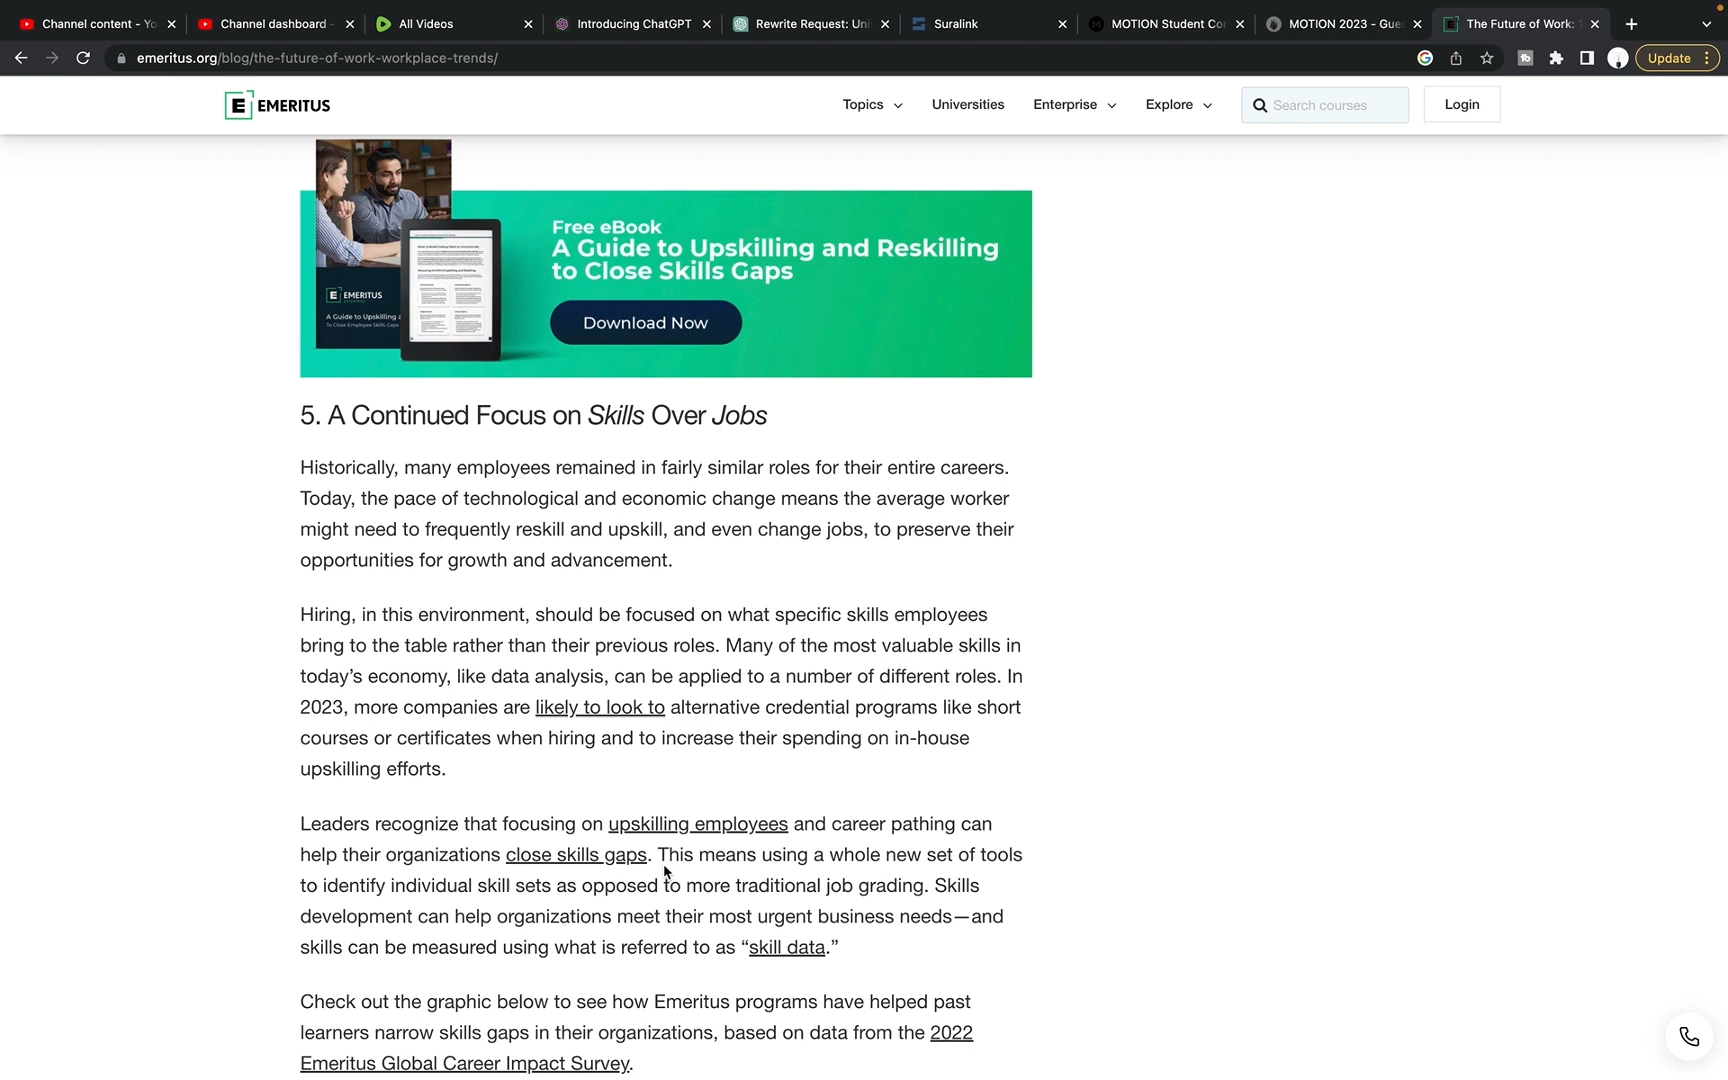 Channel content - Yo
Channel dashboard -
All Videos
Introducing ChatGPT
Rewrite Request: Uni
Suralink
MOTION Student Cor
MOTION 2023 - Gue
The Future of Work:
emeritus.org/blog/the-future-of-work-workplace-trends/
Update
E EMERITUS
Topics
Universities
Enterprise
Explore
Search courses
Login
Free eBook
A Guide to Upskilling and Reskilling
to Close Skills Gaps
Download Now
E EMERITUS
A Guide to Upskilling a
To Close Employee Skills Gaps
5. A Continued Focus on Skills Over Jobs
Historically, many employees remained in fairly similar roles for their entire careers.
Today, the pace of technological and economic change means the average worker
might need to frequently reskill and upskill, and even change jobs, to preserve their
opportunities for growth and advancement.
Hiring, in this environment, should be focused on what specific skills employees
bring to the table rather than their previous roles. Many of the most valuable skills in
today’s economy, like data analysis, can be applied to a number of different roles. In
2023, more companies are likely to look to alternative credential programs like short
courses or certificates when hiring and to increase their spending on in-house
upskilling efforts.
Leaders recognize that focusing on upskilling employees and career pathing can
help their organizations close skills gaps. This means using a whole new set of tools
to identify individual skill sets as opposed to more traditional job grading. Skills
development can help organizations meet their most urgent business needs—and
skills can be measured using what is referred to as “skill data.”
Check out the graphic below to see how Emeritus programs have helped past
learners narrow skills gaps in their organizations, based on data from the 2022
Emeritus Global Career Impact Survey.